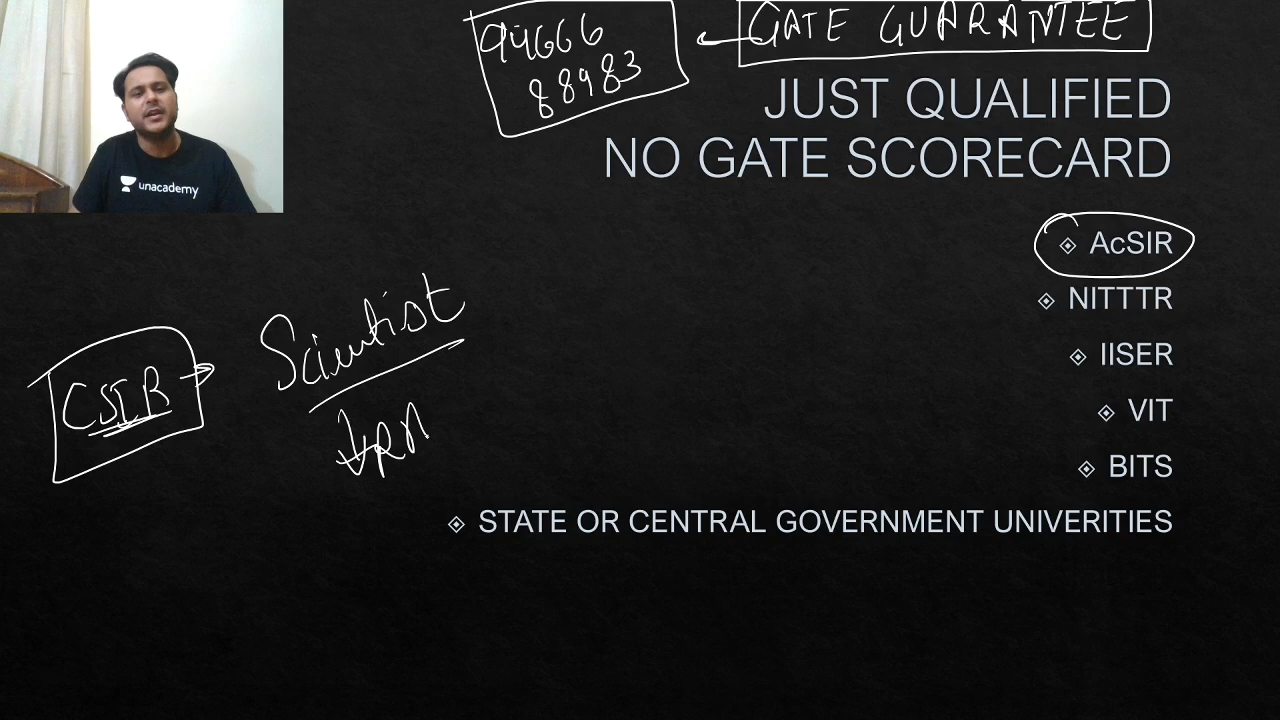 94666
88983
GATE GUARANTEE
JUST QUALIFIED
NO GATE SCORECARD
unacademy
AcSIR
NITTTR
IISER
VIT
BITS
STATE OR CENTRAL GOVERNMENT UNIVERITIES
Scientist
CSIR